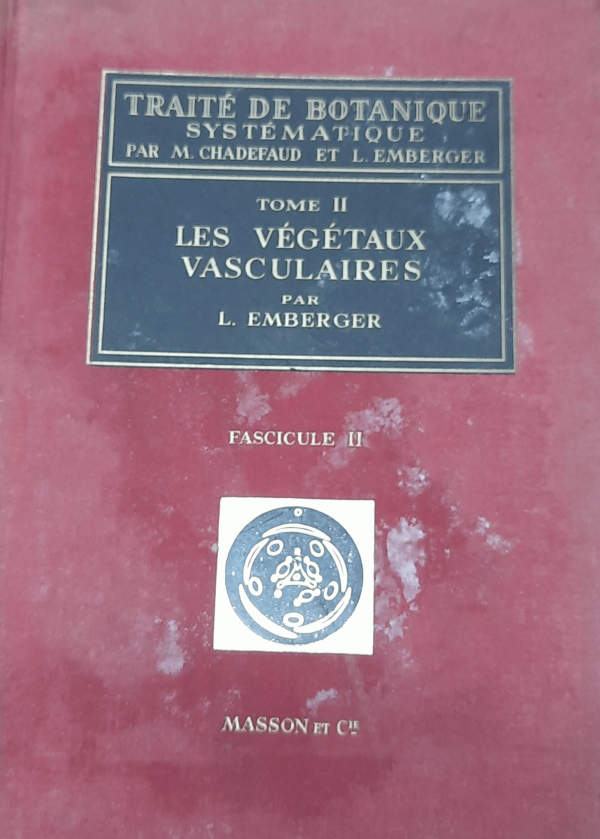 TRAITÉ DE BOTANIQUE
SYSTÉMATIQUE
PAR M. CHADEFAUD ET L. EMBERGER
TOME II
LES VÉGÉTAUX
VASCULAIRES
PAR
L. EMBERGER
FASCICULE II
MASSON ET CIE